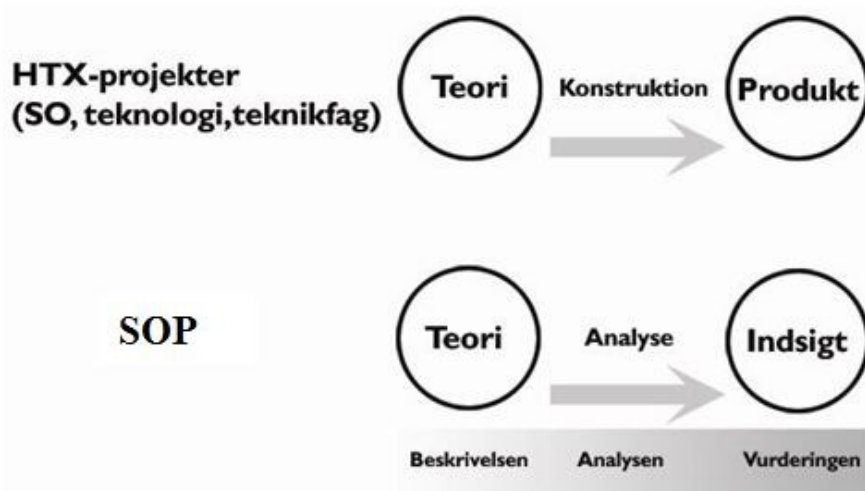 HTX-projekter
(SO, teknologi,teknikfag)
Teori
Konstruktion
Produkt
SOP
Teori
Analyse
Indsigt
Beskrivelsen
Analysen
Vurderingen